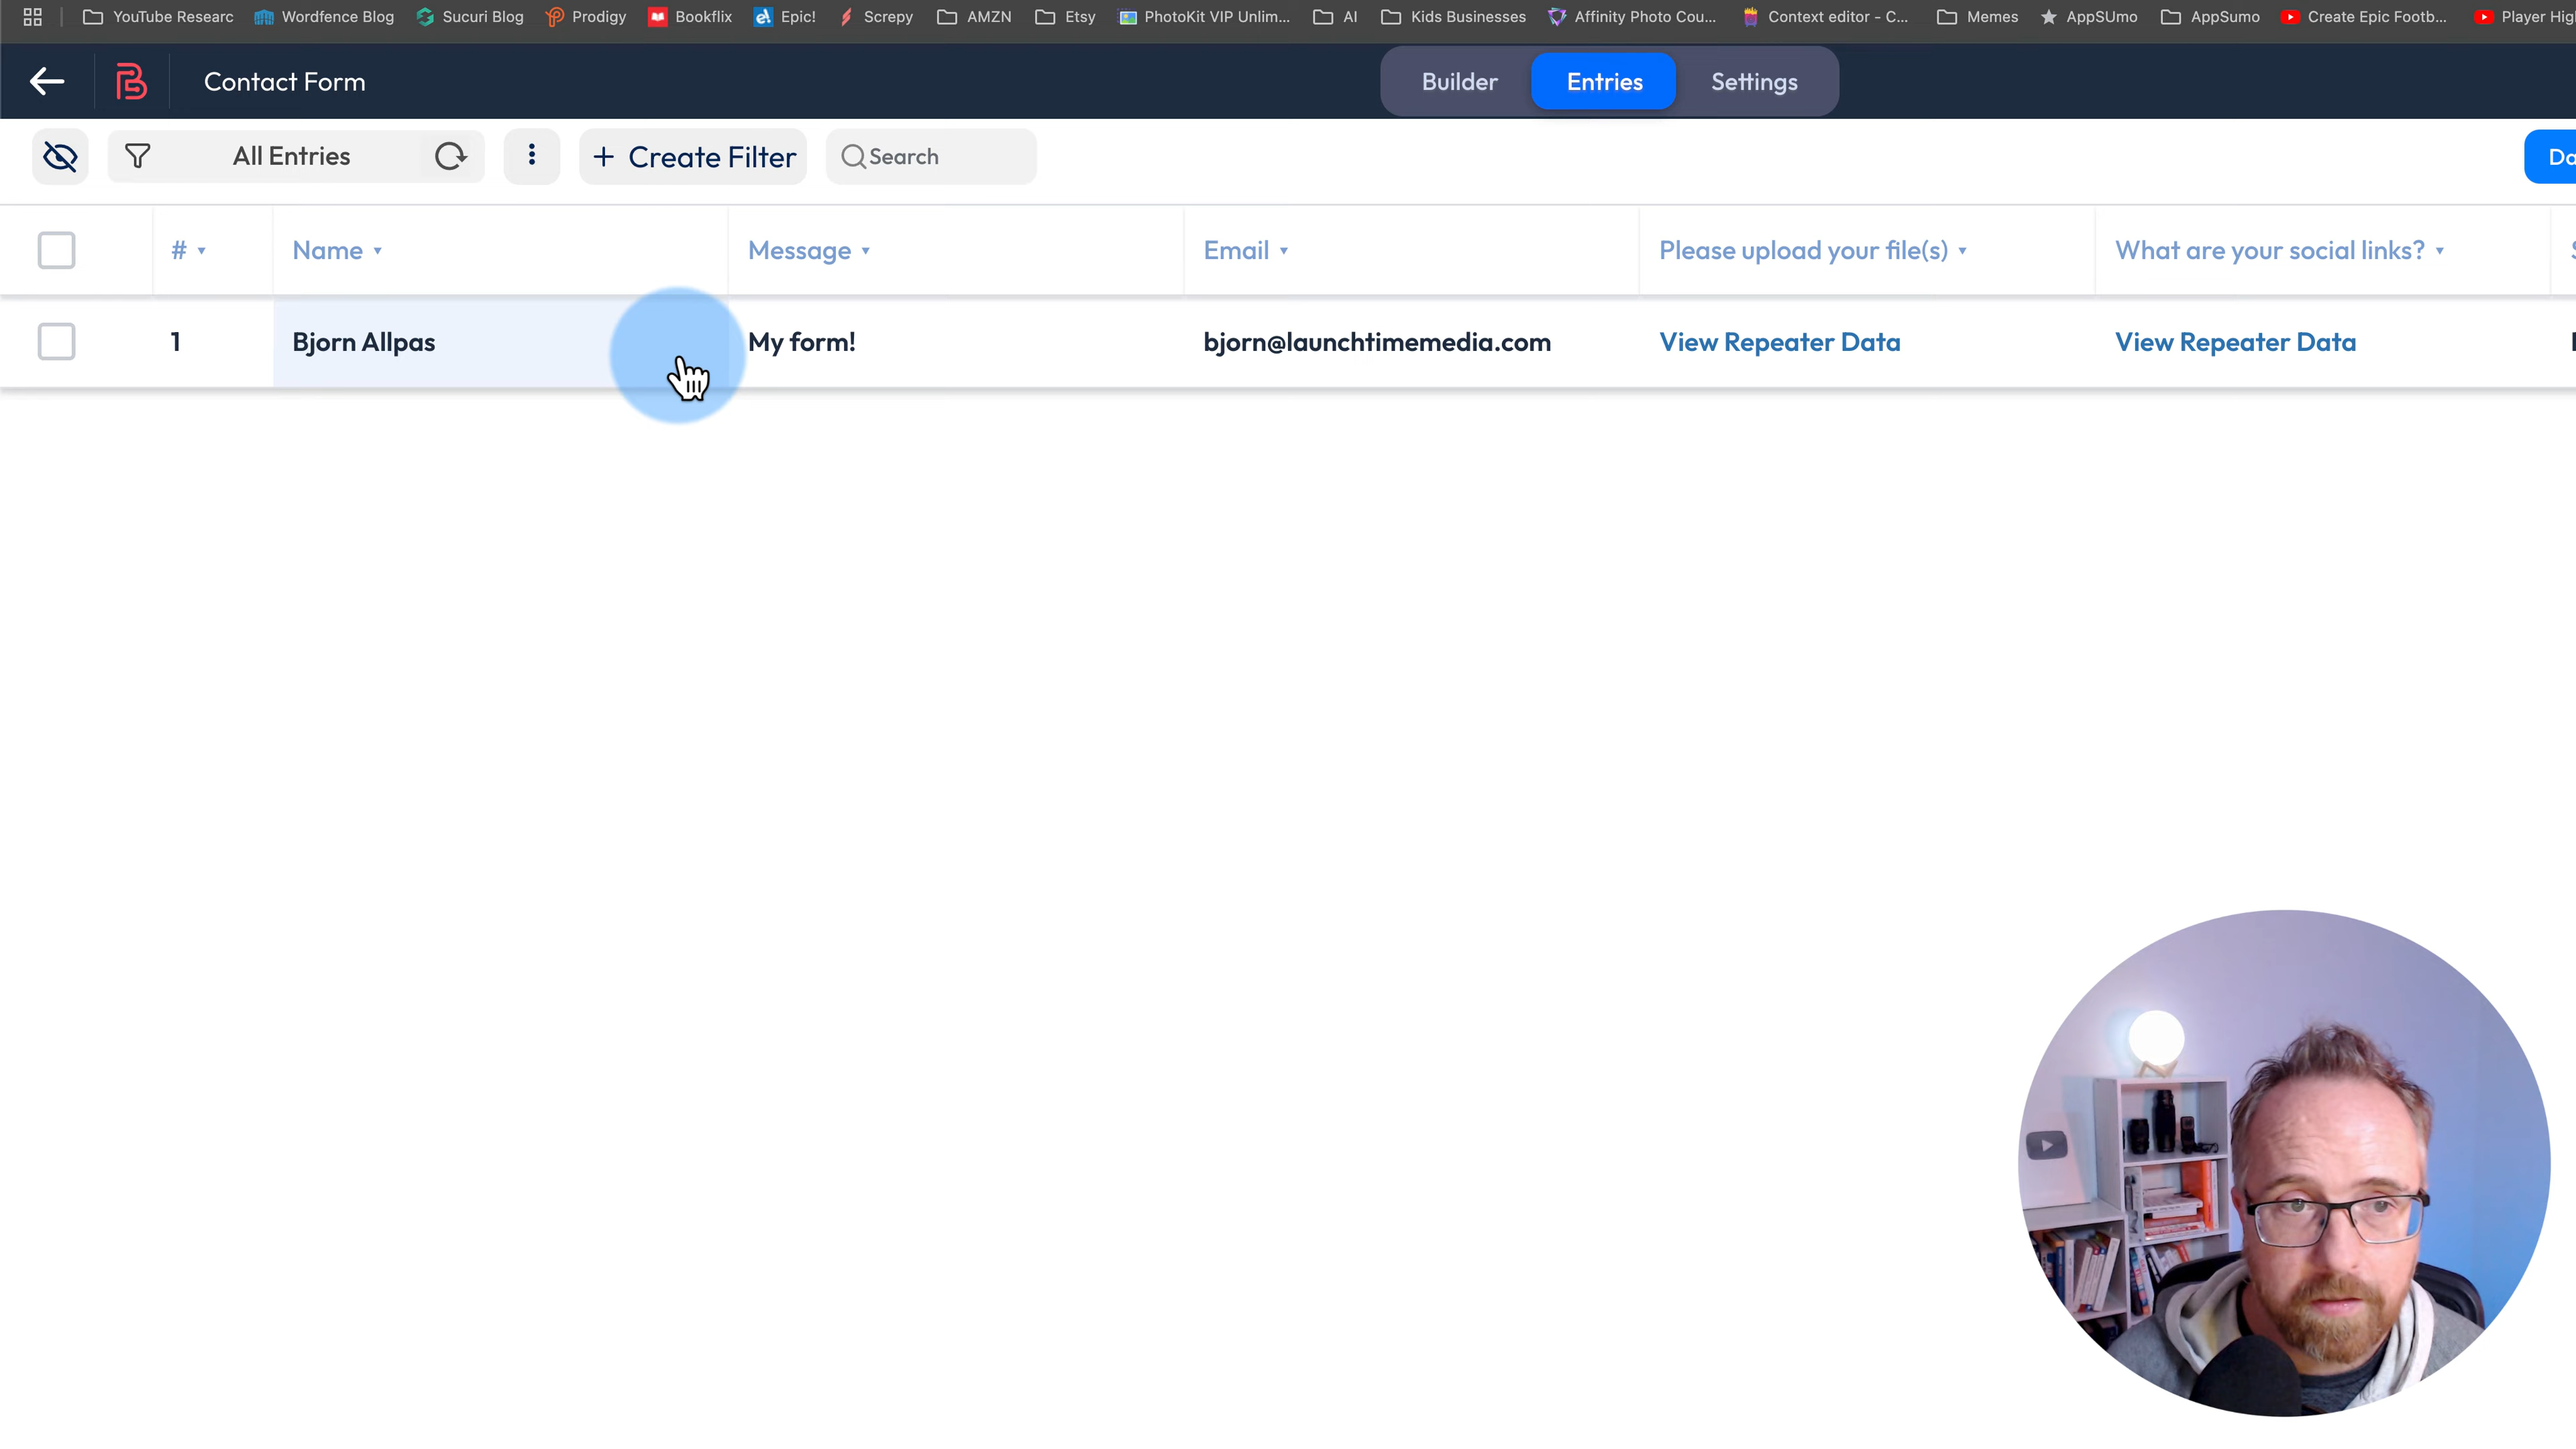 YouTube Researc Wordfence Blog Sucuri Blog Prodigy Bookflix Epic! Screpy AMZN Etsy PhotoKit VIP Unlim... AI Kids Businesses Affinity Photo Cou... Context editor - C... Memes AppSUmo AppSumo Create Epic Footb... Player Hig
Contact Form Builder Entries Settings
All Entries + Create Filter Search
# Name Message Email Please upload your file(s) What are your social links?
1 Bjorn Allpas My form! bjorn@launchtimemedia.com View Repeater Data View Repeater Data